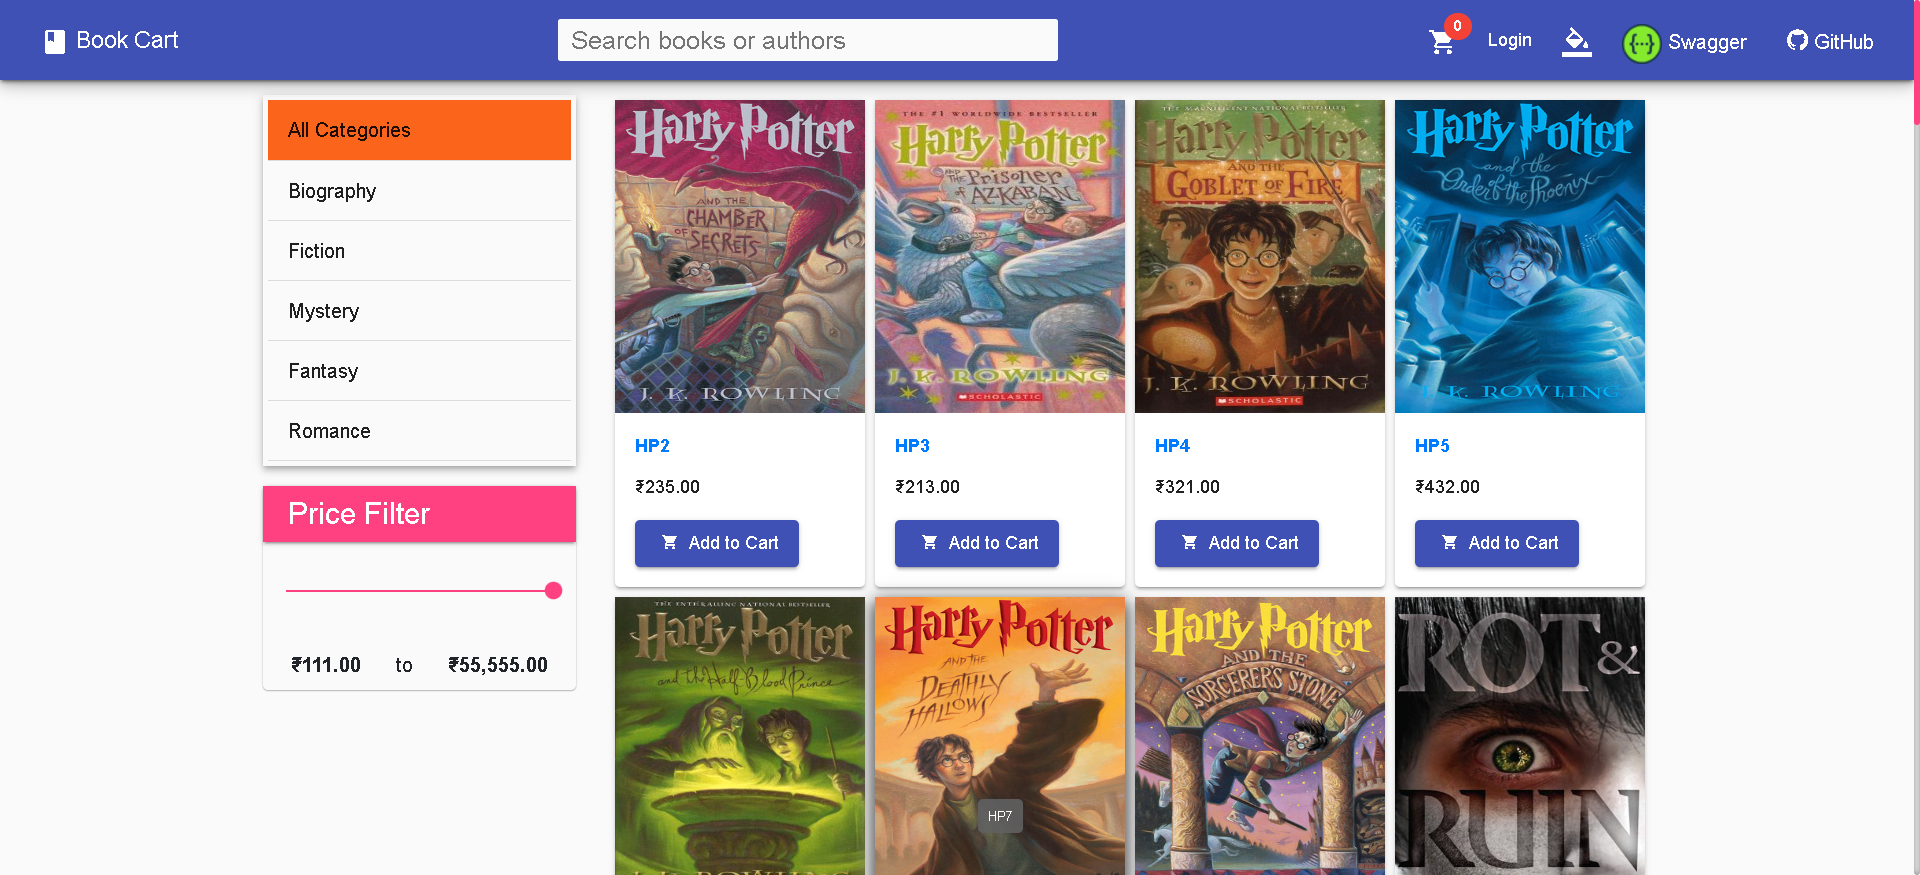 Book Cart
Search books or authors
0
Login
Swagger
GitHub
All Categories
Biography
Fiction
Mystery
Fantasy
Romance
Price Filter
₹111.00 to ₹55,555.00
Harry Potter
AND THE
CHAMBER
OF SECRETS
J. K. ROWLING
HP2
₹235.00
Add to Cart
THE #1 WORLDWIDE BESTSELLER
Harry Potter
AND THE Prisoner
of AZKABAN
J. K. ROWLING
SCHOLASTIC
HP3
₹213.00
Add to Cart
THE MAGNIFICENT NATIONAL BESTSELLER
Harry Potter
AND THE
GOBLET OF FIRE
J. K. ROWLING
SCHOLASTIC
HP4
₹321.00
Add to Cart
Harry Potter
and the
Order of the Phoenix
J. K. ROWLING
HP5
₹432.00
Add to Cart
THE ENTHRALLING NATIONAL BESTSELLER
Harry Potter
and the Half-Blood Prince
Harry Potter
AND THE
DEATHLY
HALLOWS
HP7
Harry Potter
AND THE
SORCERER'S STONE
ROT &
RUIN